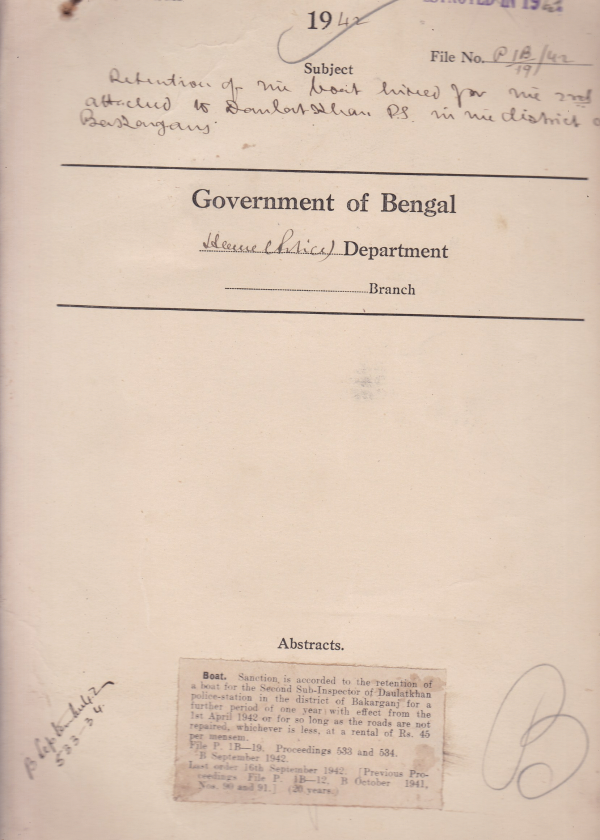 1942
File No. P 1B/42
19
Subject
Retention of the boat hired for the 2nd
attached to Daulatkhan P.S. in the district
Bakarganj
Government of Bengal
Home (Police) Department
Branch
Abstracts.
Boat. Sanction is accorded to the retention of
a boat for the Second Sub-Inspector of Daulatkhan
police-station in the district of Bakarganj for a
further period of one year with effect from the
1st April 1942 or for so long as the roads are not
repaired, whichever is less, at a rental of Rs. 45
per mensem.
File P. 1B—19. Proceedings 533 and 534.
B September 1942.
Last order 16th September 1942. [Previous Pro-
ceedings File P. 1B—12. B October 1941,
Nos. 90 and 91.] (20 years.)
B September 42
533-34
B